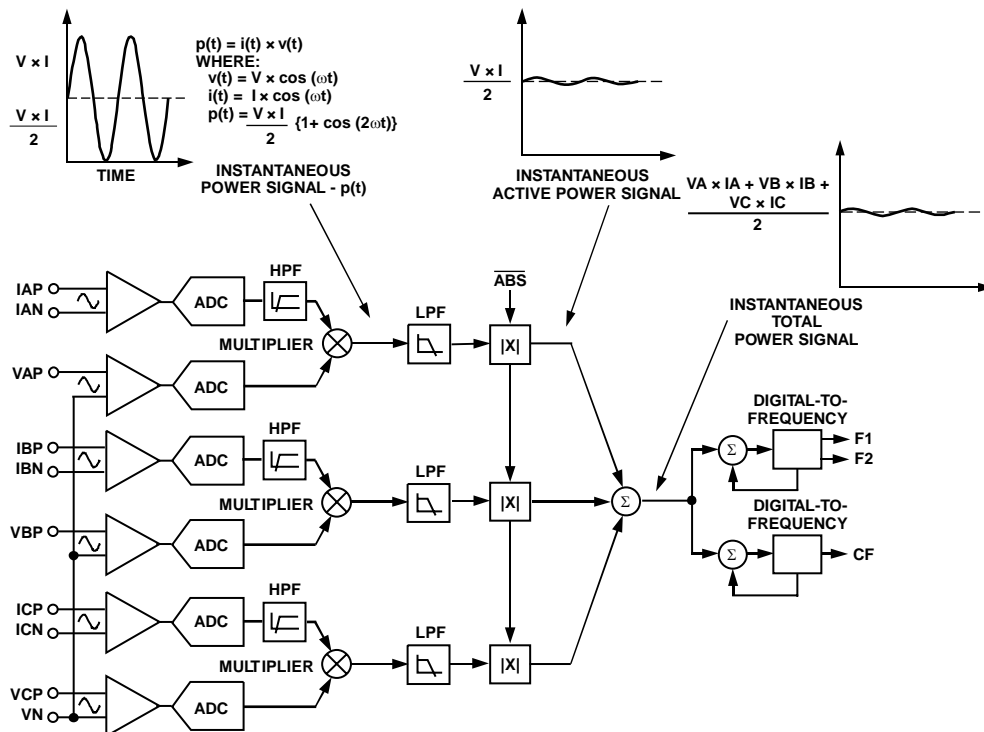 V × I
V × I
2
TIME
p(t) = i(t) × v(t)
WHERE:
v(t) = V × cos (ωt)
i(t) = I × cos (ωt)
p(t) = V × I
2
{1+ cos (2ωt)}
INSTANTANEOUS
POWER SIGNAL - p(t)
V × I
2
INSTANTANEOUS
ACTIVE POWER SIGNAL
VA × IA + VB × IB +
VC × IC
2
INSTANTANEOUS
TOTAL
POWER SIGNAL
ABS
IAP
IAN
ADC
HPF
MULTIPLIER
LPF
|X|
VAP
ADC
IBP
IBN
ADC
HPF
MULTIPLIER
LPF
|X|
VBP
ADC
ICP
ICN
ADC
HPF
MULTIPLIER
LPF
|X|
VCP
VN
ADC
Σ
DIGITAL-TO-
FREQUENCY
Σ
F1
F2
DIGITAL-TO-
FREQUENCY
Σ
CF